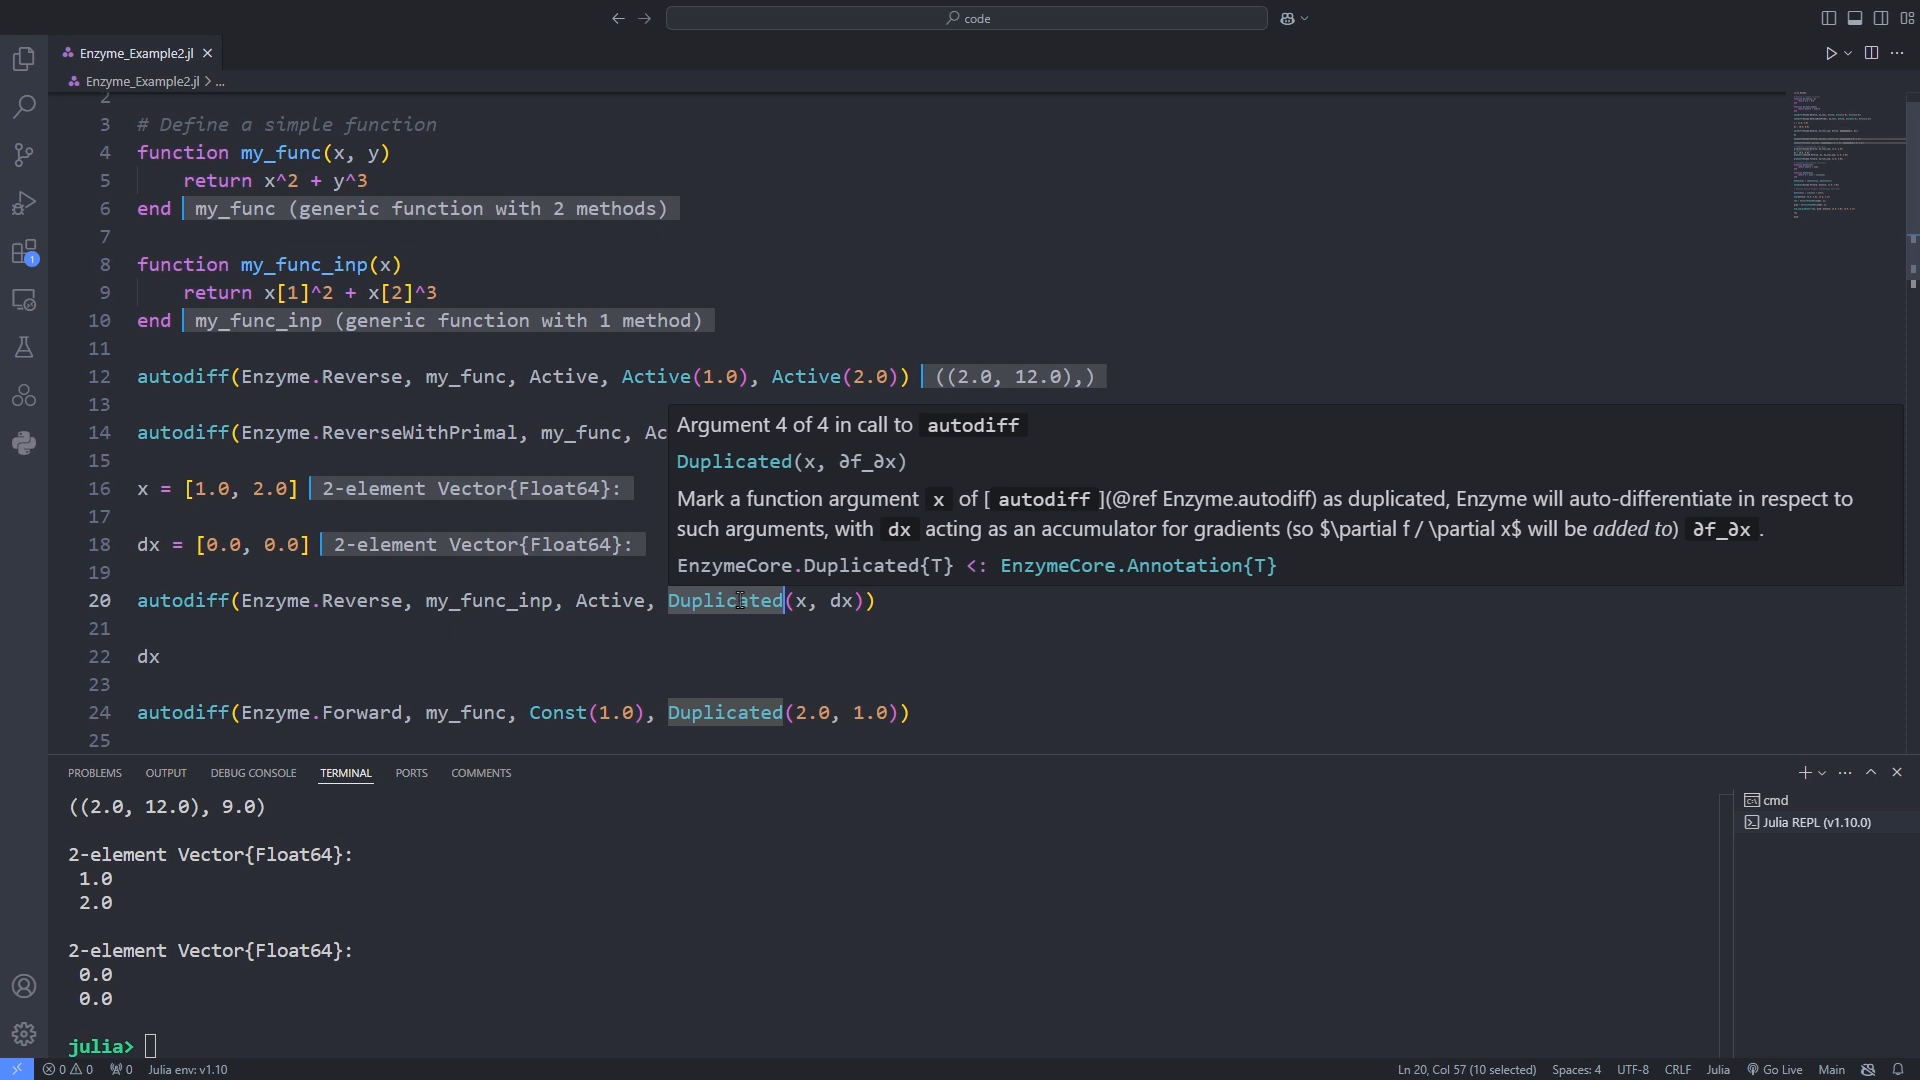 code
Enzyme_Example2.jl
Enzyme_Example2.jl > ...
2
3 # Define a simple function
4 function my_func(x, y)
5 return x^2 + y^3
6 end my_func (generic function with 2 methods)
7
8 function my_func_inp(x)
9 return x[1]^2 + x[2]^3
10 end my_func_inp (generic function with 1 method)
11
12 autodiff(Enzyme.Reverse, my_func, Active, Active(1.0), Active(2.0)) ((2.0, 12.0),)
13
14 autodiff(Enzyme.ReverseWithPrimal, my_func, Ac
15
16 x = [1.0, 2.0] 2-element Vector{Float64}:
17
18 dx = [0.0, 0.0] 2-element Vector{Float64}:
19
20 autodiff(Enzyme.Reverse, my_func_inp, Active, Duplicated(x, dx))
21
22 dx
23
24 autodiff(Enzyme.Forward, my_func, Const(1.0), Duplicated(2.0, 1.0))
25
Argument 4 of 4 in call to autodiff
Duplicated(x, ∂f_∂x)
Mark a function argument x of [ autodiff ](@ref Enzyme.autodiff) as duplicated, Enzyme will auto-differentiate in respect to
such arguments, with dx acting as an accumulator for gradients (so $\partial f / \partial x$ will be added to) ∂f_∂x .
EnzymeCore.Duplicated{T} <: EnzymeCore.Annotation{T}
PROBLEMS OUTPUT DEBUG CONSOLE TERMINAL PORTS COMMENTS
((2.0, 12.0), 9.0)
2-element Vector{Float64}:
1.0
2.0
2-element Vector{Float64}:
0.0
0.0
julia>
cmd
Julia REPL (v1.10.0)
1
0 0 0 Julia env: v1.10 Ln 20, Col 57 (10 selected) Spaces: 4 UTF-8 CRLF Julia Go Live Main